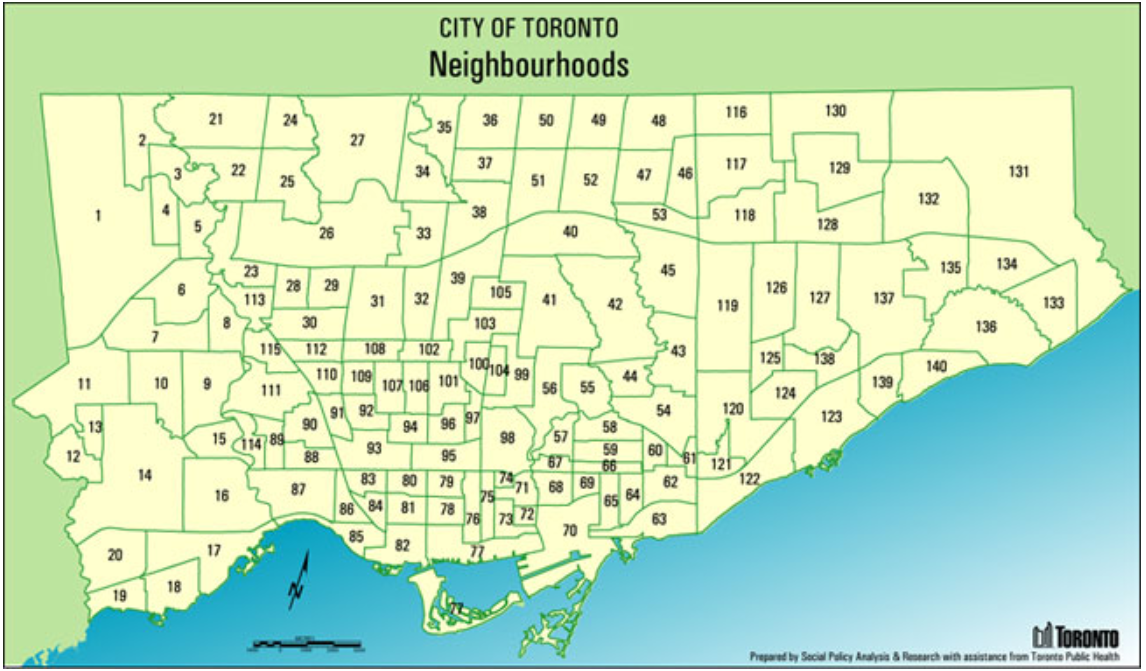 CITY OF TORONTO
Neighbourhoods
116 130
21 24 35 36 50 49 48
2 27 117 129 131
3 22 25 34 37 51 52 47 46
1 4 5 26 33 38 53 118 128 132
40
23 39 45 135 134
6 113 28 29 31 32 105 41 42 119 126 127 137 133
7 8 30 103 136
115 112 108 102 43 125 138
11 10 9 111 110 109 107 106 101 100 104 99 56 55 44 124 139 140
13 91 92 54 120 123
12 15 114 89 90 94 96 97 98 57 58
14 88 93 95 67 59 66 60 61 121
16 87 83 80 79 75 74 71 68 69 65 64 62 122
86 84 81 78 76 73 72 63
20 17 85 82 77 70
19 18 77
N
TORONTO
Prepared by Social Policy Analysis & Research with assistance from Toronto Public Health